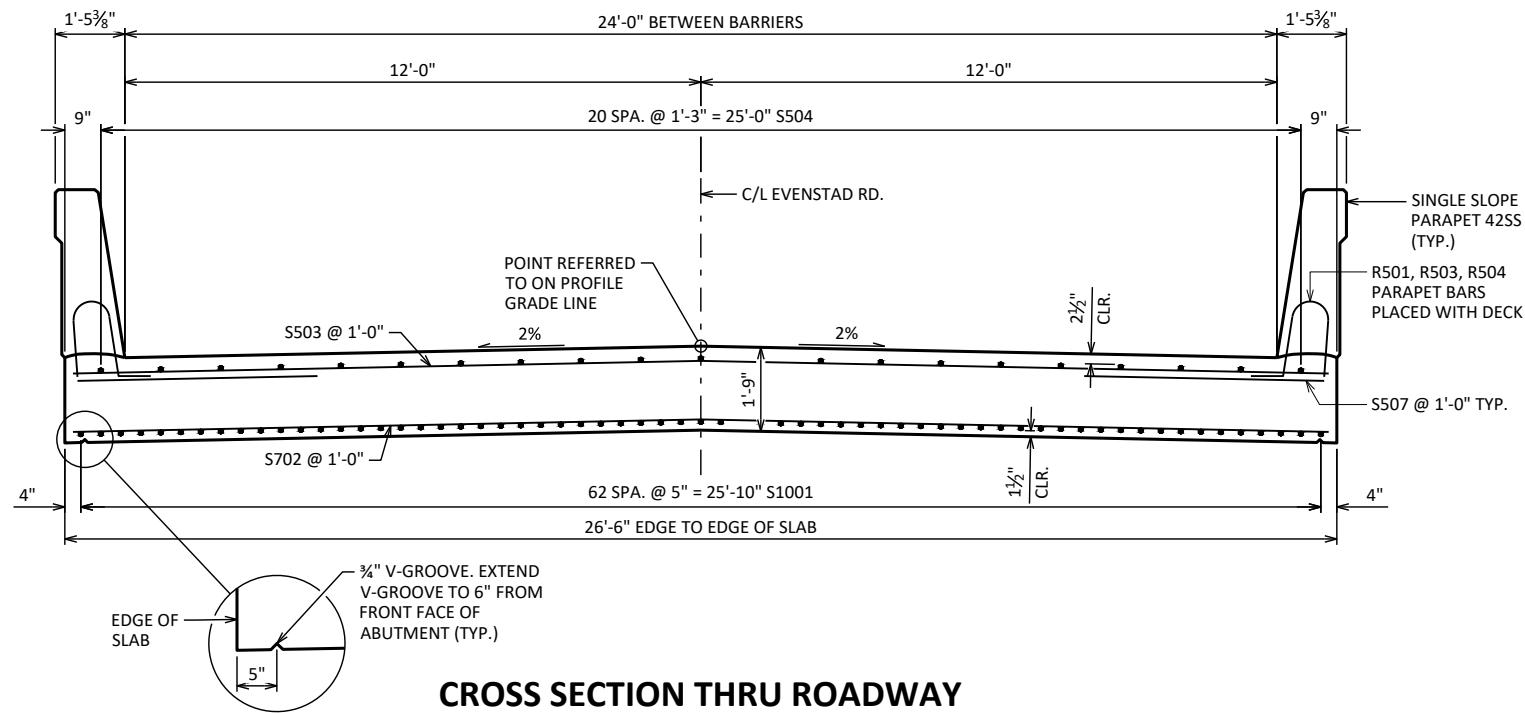 1'-5⅜"
24'-0" BETWEEN BARRIERS
1'-5⅜"
12'-0"
12'-0"
9"
20 SPA. @ 1'-3" = 25'-0" S504
9"
C/L EVENSTAD RD.
SINGLE SLOPE
PARAPET 42SS
(TYP.)
POINT REFERRED
TO ON PROFILE
GRADE LINE
R501, R503, R504
PARAPET BARS
PLACED WITH DECK
2½"
CLR.
S503 @ 1'-0"
2%
2%
1'-9"
S507 @ 1'-0" TYP.
S702 @ 1'-0"
1½"
CLR.
4"
62 SPA. @ 5" = 25'-10" S1001
4"
26'-6" EDGE TO EDGE OF SLAB
¾" V-GROOVE. EXTEND
V-GROOVE TO 6" FROM
FRONT FACE OF
ABUTMENT (TYP.)
EDGE OF
SLAB
5"
CROSS SECTION THRU ROADWAY